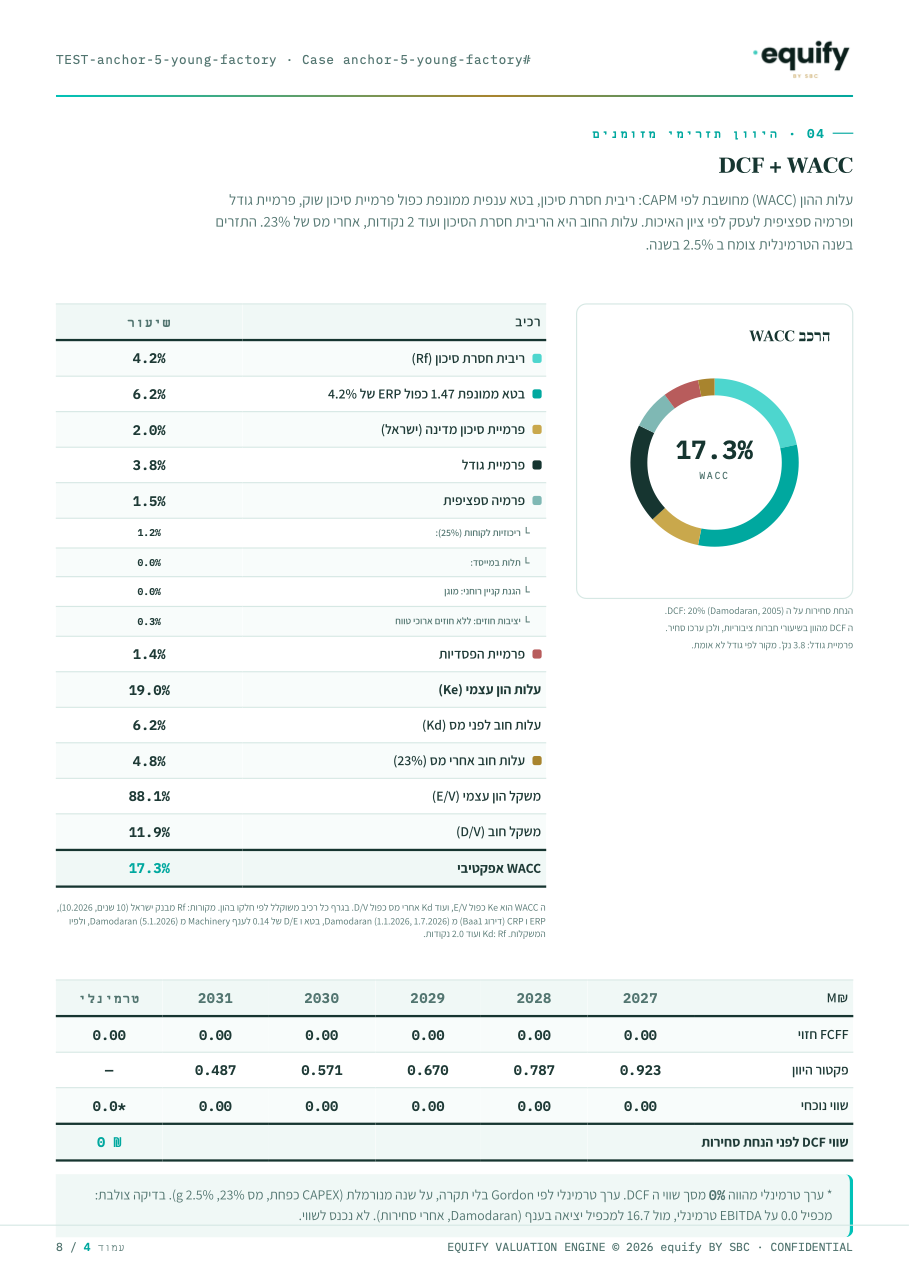 TEST-anchor-5-young-factory · Case anchor-5-young-factory#
equify
BY SBC
04 · היוון תזרימי מזומנים
DCF + WACC
עלות ההון (WACC) מחושבת לפי CAPM: ריבית חסרת סיכון, בטא ענפית ממונפת כפול פרמיית סיכון שוק, פרמיית גודל
ופרמיה ספציפית לעסק לפי ציון האיכות. עלות החוב היא הריבית חסרת הסיכון ועוד 2 נקודות, אחרי מס של 23%. התזרים
בשנה הטרמינלית צומח ב 2.5% בשנה.
הרכב WACC
17.3%
WACC
הנחת סחירות על ה DCF: 20% (Damodaran, 2005).
ה DCF מהוון בשיעורי חברות ציבוריות, ולכן ערכו סחיר.
פרמיית גודל: 3.8 נק'. מקור לפי גודל לא אומת.
רכיב שיעור
ריבית חסרת סיכון (Rf) 4.2%
בטא ממונפת 1.47 כפול ERP של 4.2% 6.2%
פרמיית סיכון מדינה (ישראל) 2.0%
פרמיית גודל 3.8%
פרמיה ספציפית 1.5%
└ ריכוזיות לקוחות (25%): 1.2%
└ תלות במייסד: 0.0%
└ הגנת קניין רוחני: מוגן 0.0%
└ יציבות חוזים: ללא חוזים ארוכי טווח 0.3%
פרמיית הפסדיות 1.4%
עלות הון עצמי (Ke) 19.0%
עלות חוב לפני מס (Kd) 6.2%
עלות חוב אחרי מס (23%) 4.8%
משקל הון עצמי (E/V) 88.1%
משקל חוב (D/V) 11.9%
WACC אפקטיבי 17.3%
ה WACC הוא Ke כפול E/V, ועוד Kd אחרי מס כפול D/V. בגרף כל רכיב משוקלל לפי חלקו בהון. מקורות: Rf מבנק ישראל (10 שנים, 10.2026),
ERP ו CRP (דירוג Baa1) מ Damodaran (1.1.2026, 1.7.2026), בטא ו D/E של 0.14 לענף Machinery מ Damodaran (5.1.2026), ולפיו
המשקלות. Kd: Rf ועוד 2.0 נקודות.
₪M 2027 2028 2029 2030 2031 טרמינלי
FCFF חזוי 0.00 0.00 0.00 0.00 0.00 0.00
פקטור היוון 0.923 0.787 0.670 0.571 0.487 —
שווי נוכחי 0.00 0.00 0.00 0.00 0.00 0.0*
שווי DCF לפני הנחת סחירות ₪ 0
* ערך טרמינלי מהווה 0% מסך שווי ה DCF. ערך טרמינלי לפי Gordon בלי תקרה, על שנה מנורמלת (CAPEX כפחת, מס 23%, g 2.5%). בדיקה צולבת:
מכפיל 0.0 על EBITDA טרמינלי, מול 16.7 למכפיל יציאה בענף (Damodaran, אחרי סחירות). לא נכנס לשווי.
EQUIFY VALUATION ENGINE © 2026 equify BY SBC · CONFIDENTIAL
עמוד 4 / 8